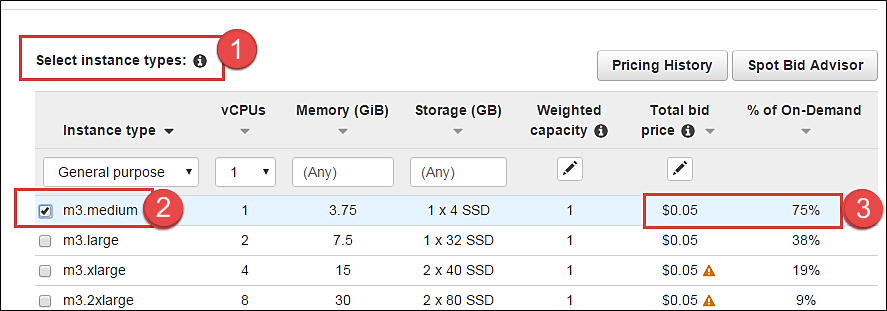 Select instance types: 1
Pricing History Spot Bid Advisor
Instance type vCPUs Memory (GiB) Storage (GB) Weighted capacity Total bid price % of On-Demand
General purpose 1 (Any) (Any)
m3.medium 2 1 3.75 1 x 4 SSD 1 $0.05 75% 3
m3.large 2 7.5 1 x 32 SSD 1 $0.05 38%
m3.xlarge 4 15 2 x 40 SSD 1 $0.05 19%
m3.2xlarge 8 30 2 x 80 SSD 1 $0.05 9%